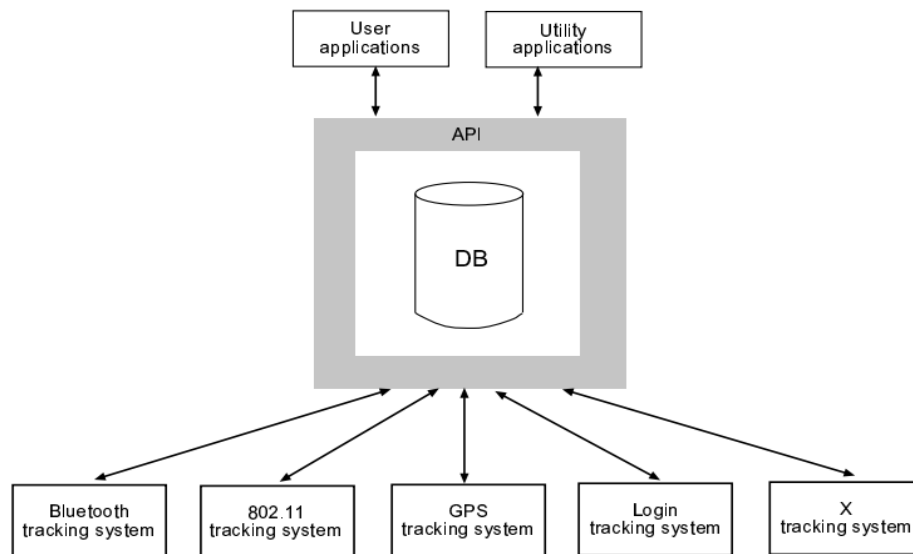 User
applications
Utility
applications
API
DB
Bluetooth
tracking system
802.11
tracking system
GPS
tracking system
Login
tracking system
X
tracking system